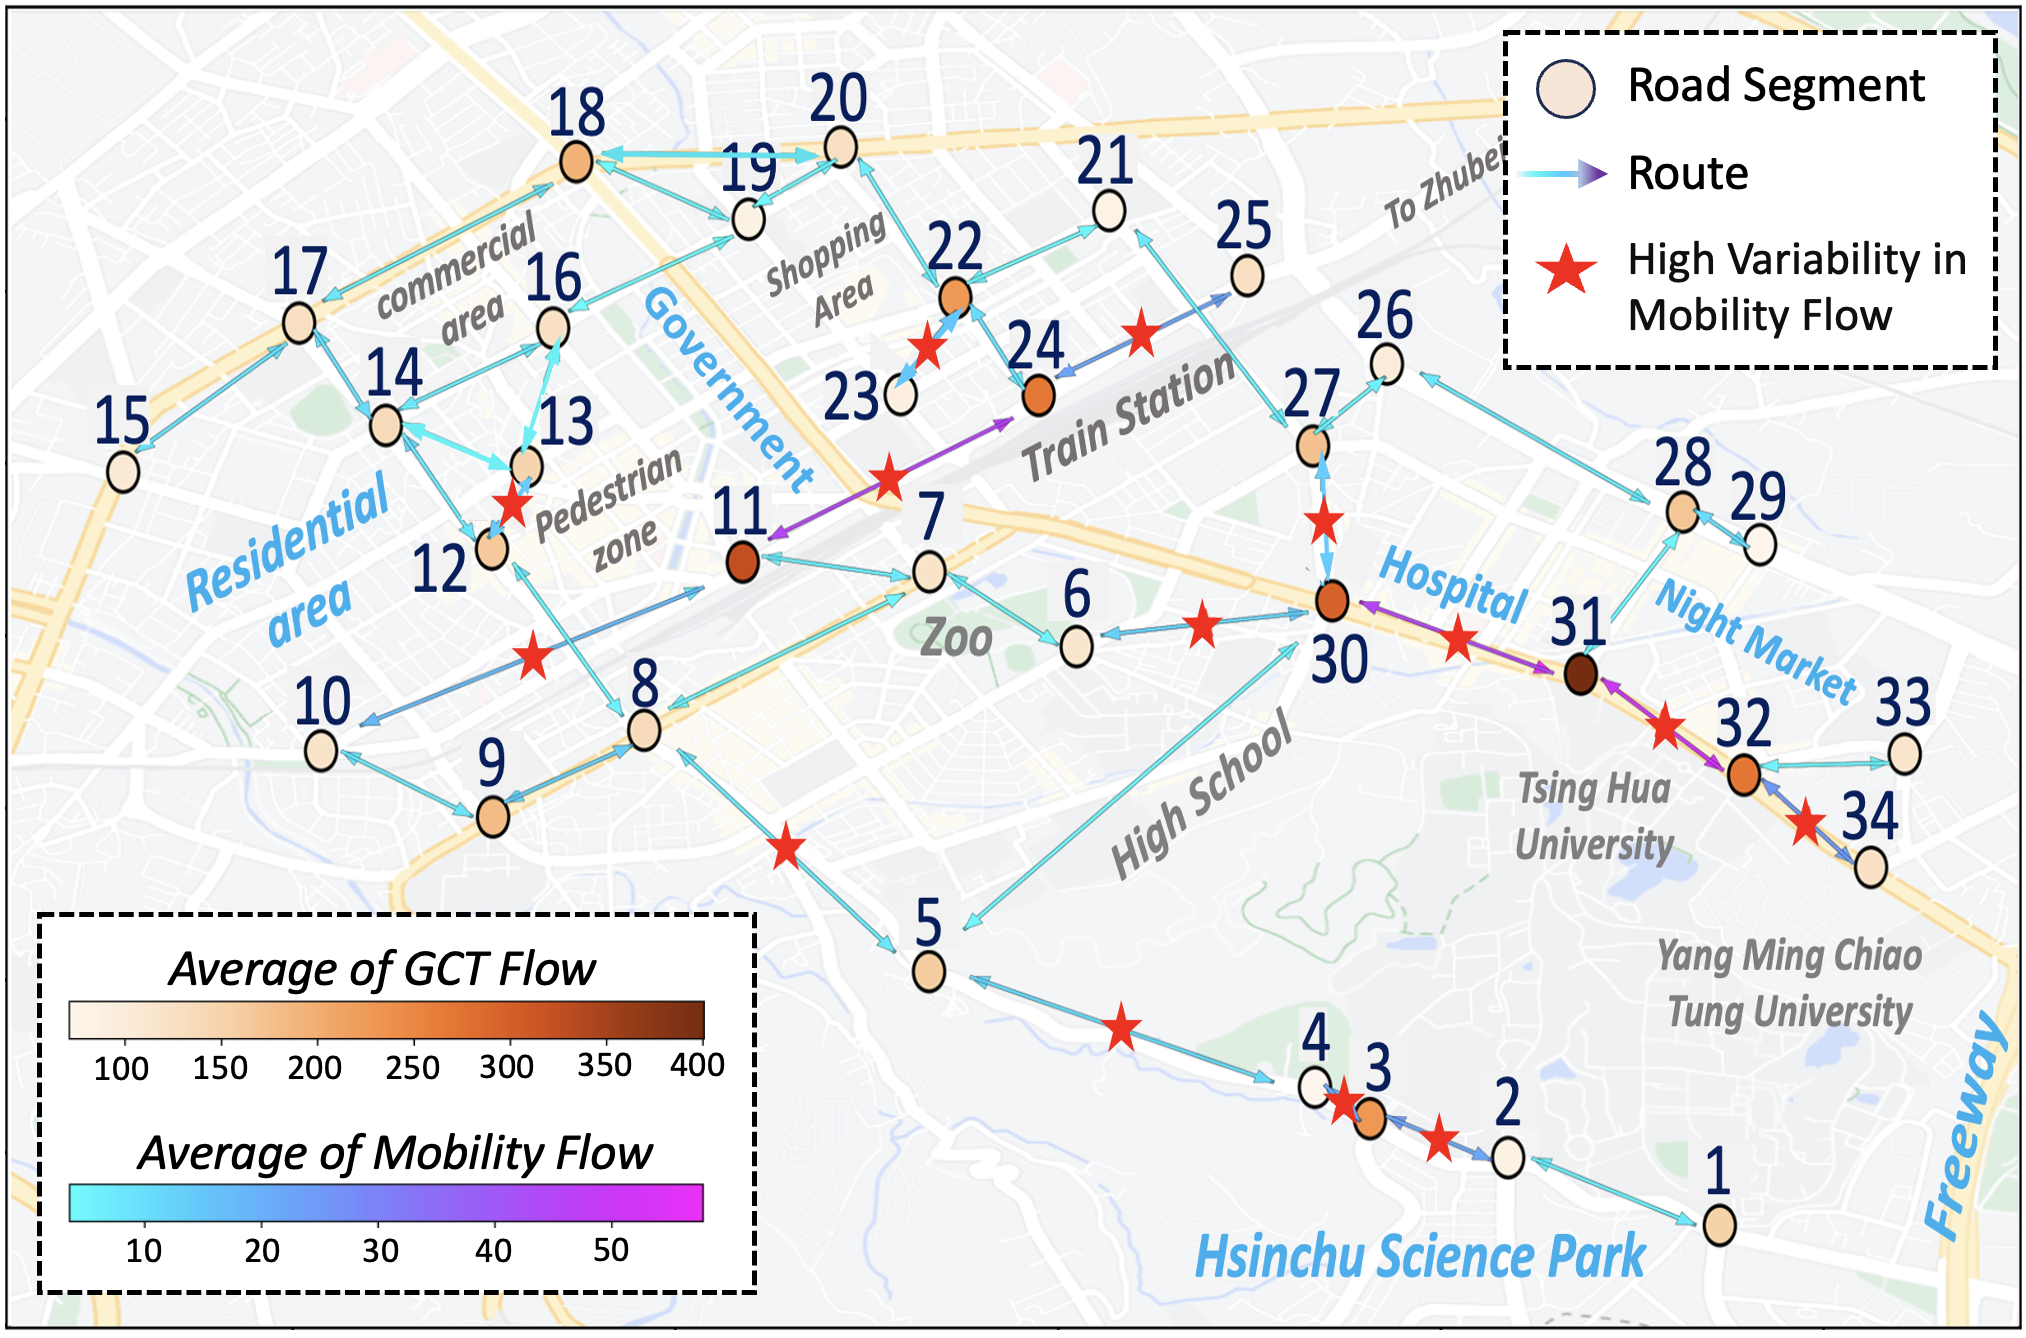 18
20
19
21
Road Segment
Route
High Variability in
Mobility Flow
To Zhubei
17
commercial
area
16
Shopping
Area
22
25
Government
14
24
23
26
27
15
13
Train Station
Residential
area
12
Pedestrian
zone
11
7
28
29
Zoo
6
30
Hospital
31
Night Market
10
8
9
High School
32
33
Tsing Hua
University
34
5
Yang Ming Chiao
Tung University
Average of GCT Flow
100 150 200 250 300 350 400
Average of Mobility Flow
10 20 30 40 50
4
3
2
1
Hsinchu Science Park
Freeway